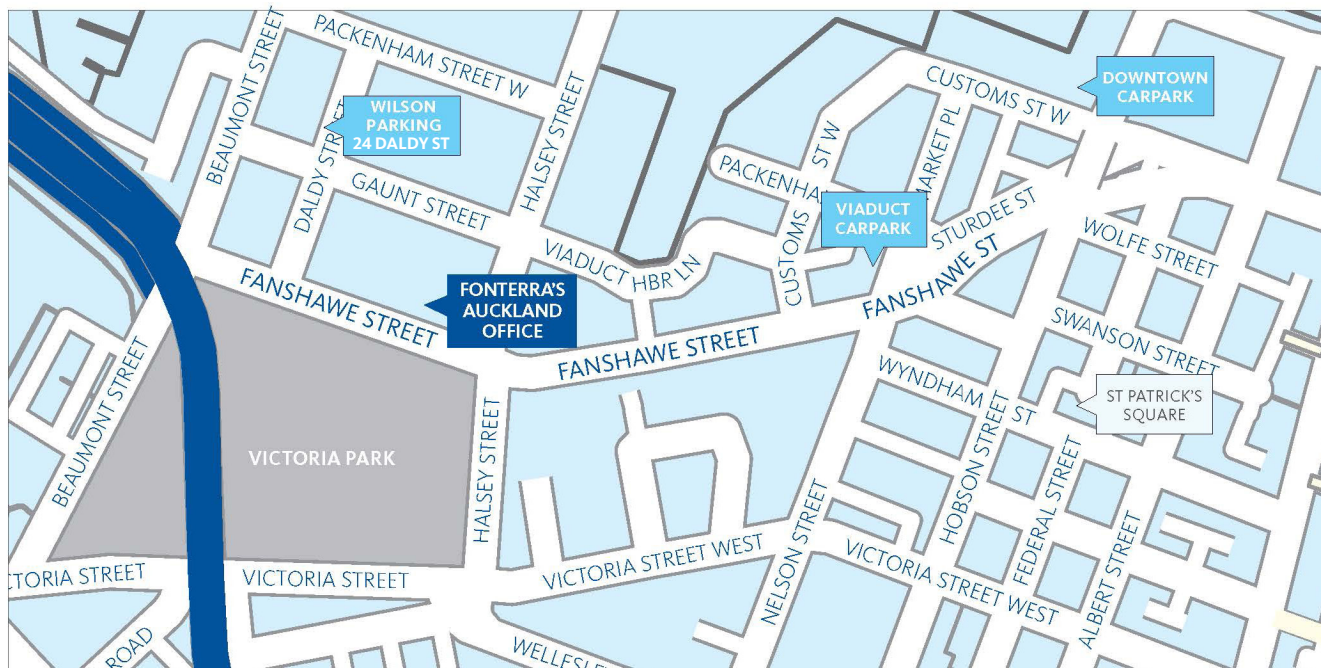 PACKENHAM STREET W
BEAUMONT STREET
WILSON
PARKING
24 DALDY ST
DALDY STREET
HALSEY STREET
GAUNT STREET
VIADUCT HBR LN
CUSTOMS ST W
DOWNTOWN
CARPARK
MARKET PL
PACKENHA
CUSTOMS ST W
VIADUCT
CARPARK
STURDEE ST
FANSHAWE ST
WOLFE STREET
FANSHAWE STREET
FONTERRA'S
AUCKLAND
OFFICE
FANSHAWE STREET
SWANSON STREET
WYNDHAM ST
ST PATRICK'S
SQUARE
BEAUMONT STREET
VICTORIA PARK
HALSEY STREET
HOBSON STREET
FEDERAL STREET
ALBERT STREET
NELSON STREET
CTORIA STREET
VICTORIA STREET
VICTORIA STREET WEST
VICTORIA STREET WEST
ROAD
WELLESLE